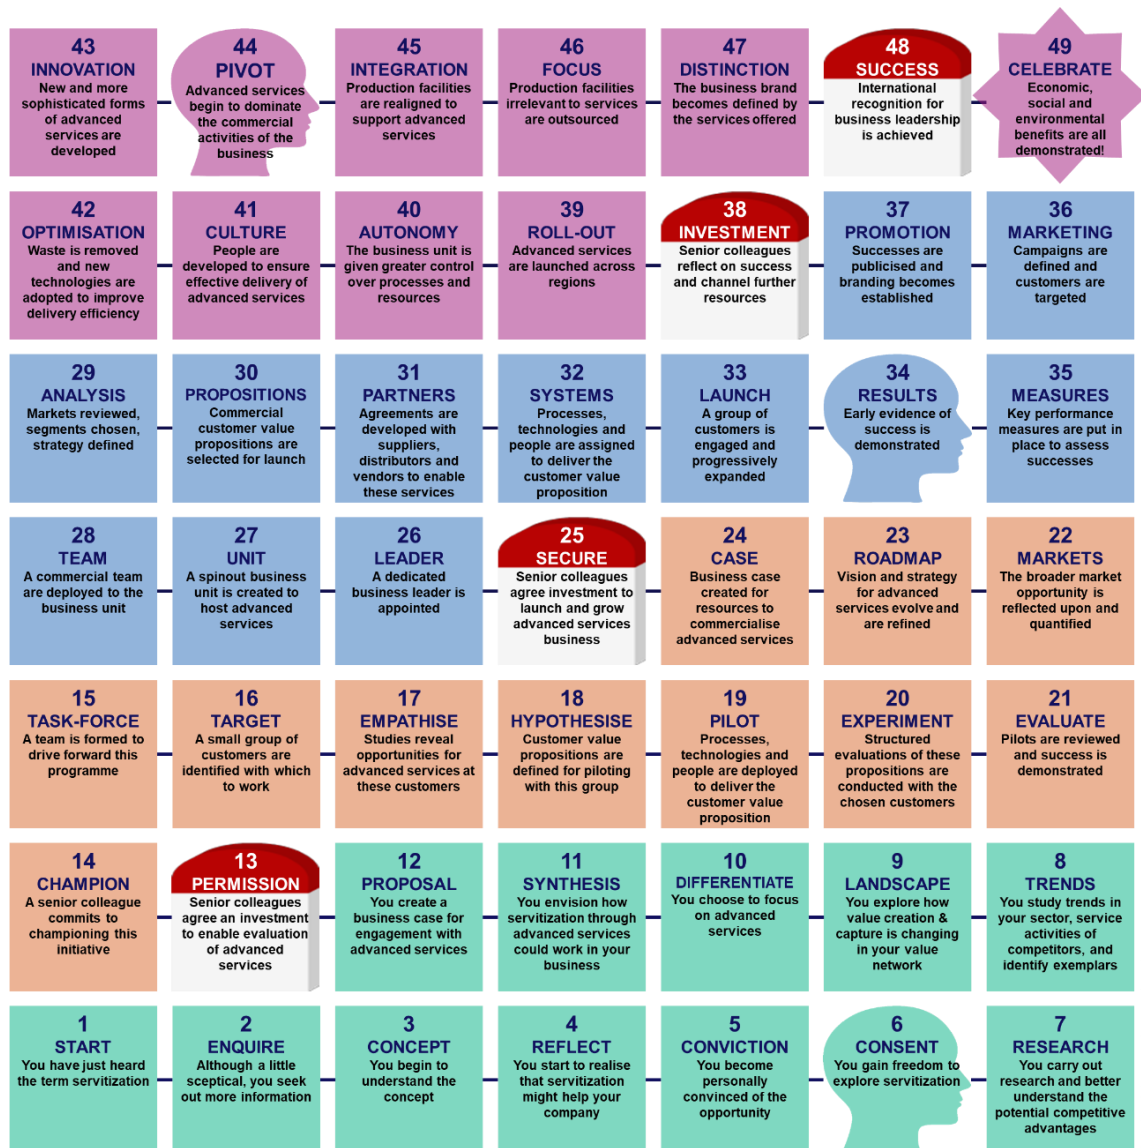 43
INNOVATION
New and more
sophisticated forms
of advanced
services are
developed
44
PIVOT
Advanced services
begin to dominate
the commercial
activities of the
business
45
INTEGRATION
Production facilities
are realigned to
support advanced
services
46
FOCUS
Production facilities
irrelevant to services
are outsourced
47
DISTINCTION
The business brand
becomes defined by
the services offered
48
SUCCESS
International
recognition for
business leadership
is achieved
49
CELEBRATE
Economic,
social and
environmental
benefits are all
demonstrated!
42
OPTIMISATION
Waste is removed
and new
technologies are
adopted to improve
delivery efficiency
41
CULTURE
People are
developed to ensure
effective delivery of
advanced services
40
AUTONOMY
The business unit is
given greater control
over processes and
resources
39
ROLL-OUT
Advanced services
are launched across
regions
38
INVESTMENT
Senior colleagues
reflect on success
and channel further
resources
37
PROMOTION
Successes are
publicised and
branding becomes
established
36
MARKETING
Campaigns are
defined and
customers are
targeted
29
ANALYSIS
Markets reviewed,
segments chosen,
strategy defined
30
PROPOSITIONS
Commercial
customer value
propositions are
selected for launch
31
PARTNERS
Agreements are
developed with
suppliers,
distributors and
vendors to enable
these services
32
SYSTEMS
Processes,
technologies and
people are assigned
to deliver the
customer value
proposition
33
LAUNCH
A group of
customers is
engaged and
progressively
expanded
34
RESULTS
Early evidence of
success is
demonstrated
35
MEASURES
Key performance
measures are put in
place to assess
successes
28
TEAM
A commercial team
are deployed to the
business unit
27
UNIT
A spinout business
unit is created to
host advanced
services
26
LEADER
A dedicated
business leader is
appointed
25
SECURE
Senior colleagues
agree investment to
launch and grow
advanced services
business
24
CASE
Business case
created for
resources to
commercialise
advanced services
23
ROADMAP
Vision and strategy
for advanced
services evolve and
are refined
22
MARKETS
The broader market
opportunity is
reflected upon and
quantified
15
TASK-FORCE
A team is formed to
drive forward this
programme
16
TARGET
A small group of
customers are
identified with which
to work
17
EMPATHISE
Studies reveal
opportunities for
advanced services at
these customers
18
HYPOTHESISE
Customer value
propositions are
defined for piloting
with this group
19
PILOT
Processes,
technologies and
people are deployed
to deliver the
customer value
proposition
20
EXPERIMENT
Structured
evaluations of these
propositions are
conducted with the
chosen customers
21
EVALUATE
Pilots are reviewed
and success is
demonstrated
14
CHAMPION
A senior colleague
commits to
championing this
initiative
13
PERMISSION
Senior colleagues
agree an investment
to enable evaluation
of advanced
services
12
PROPOSAL
You create a
business case for
engagement with
advanced services
11
SYNTHESIS
You envision how
servitization through
advanced services
could work in your
business
10
DIFFERENTIATE
You choose to focus
on advanced
services
9
LANDSCAPE
You explore how
value creation &
capture is changing
in your value
network
8
TRENDS
You study trends in
your sector, service
activities of
competitors, and
identify exemplars
1
START
You have just heard
the term servitization
2
ENQUIRE
Although a little
sceptical, you seek
out more information
3
CONCEPT
You begin to
understand the
concept
4
REFLECT
You start to realise
that servitization
might help your
company
5
CONVICTION
You become
personally
convinced of the
opportunity
6
CONSENT
You gain freedom to
explore servitization
7
RESEARCH
You carry out
research and better
understand the
potential competitive
advantages